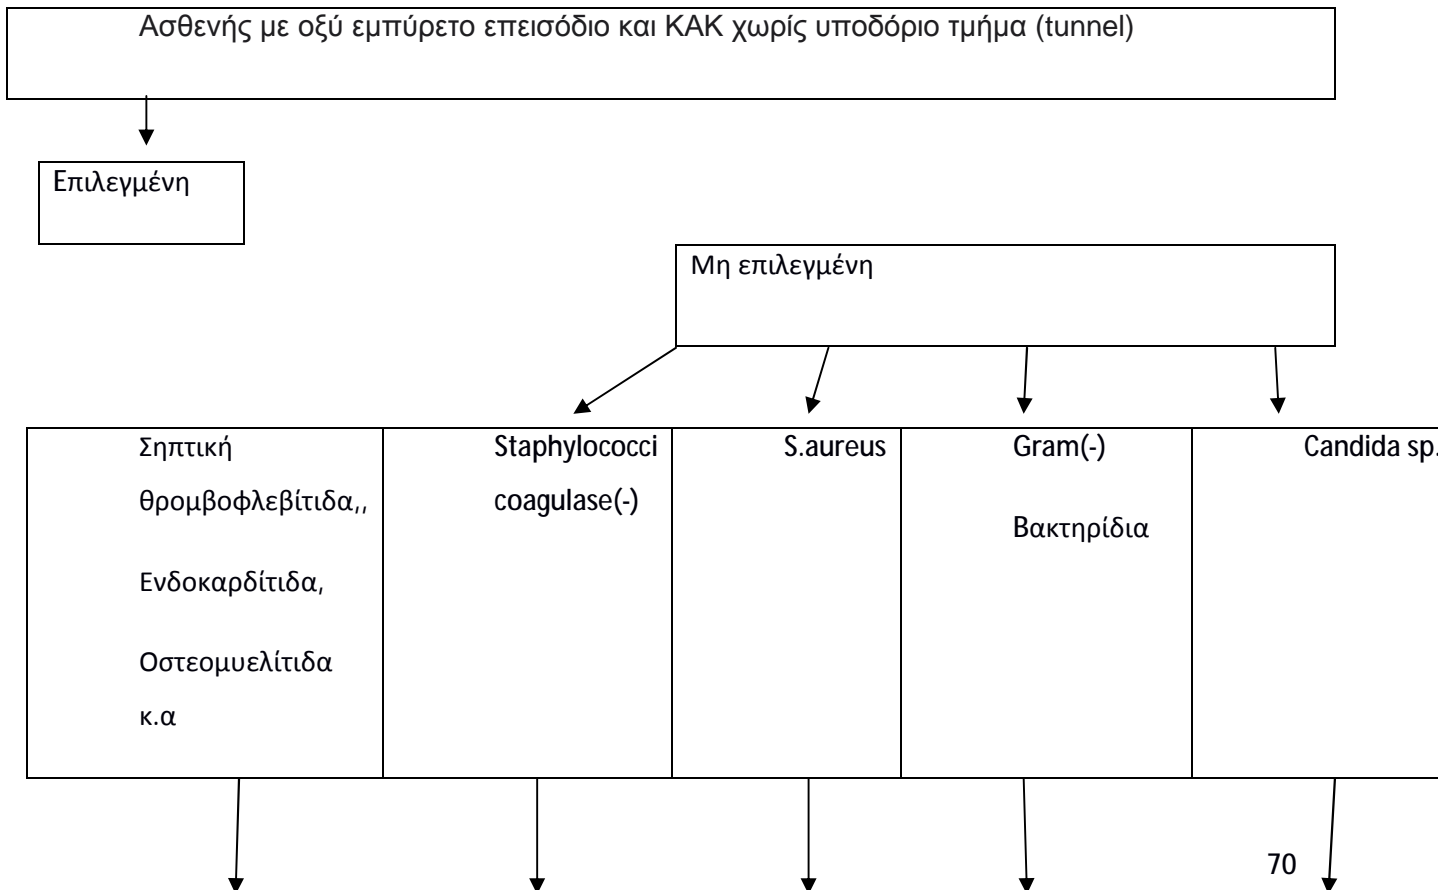 Ασθενής με οξύ εμπύρετο επεισόδιο και ΚΑΚ χωρίς υποδόριο τμήμα (tunnel)
Επιλεγμένη
Μη επιλεγμένη
Σηπτική
θρομβοφλεβίτιδα,,
Ενδοκαρδίτιδα,
Οστεομυελίτιδα
κ.α
Staphylococci
coagulase(-)
S.aureus
Gram(-)
Βακτηρίδια
Candida sp.
70